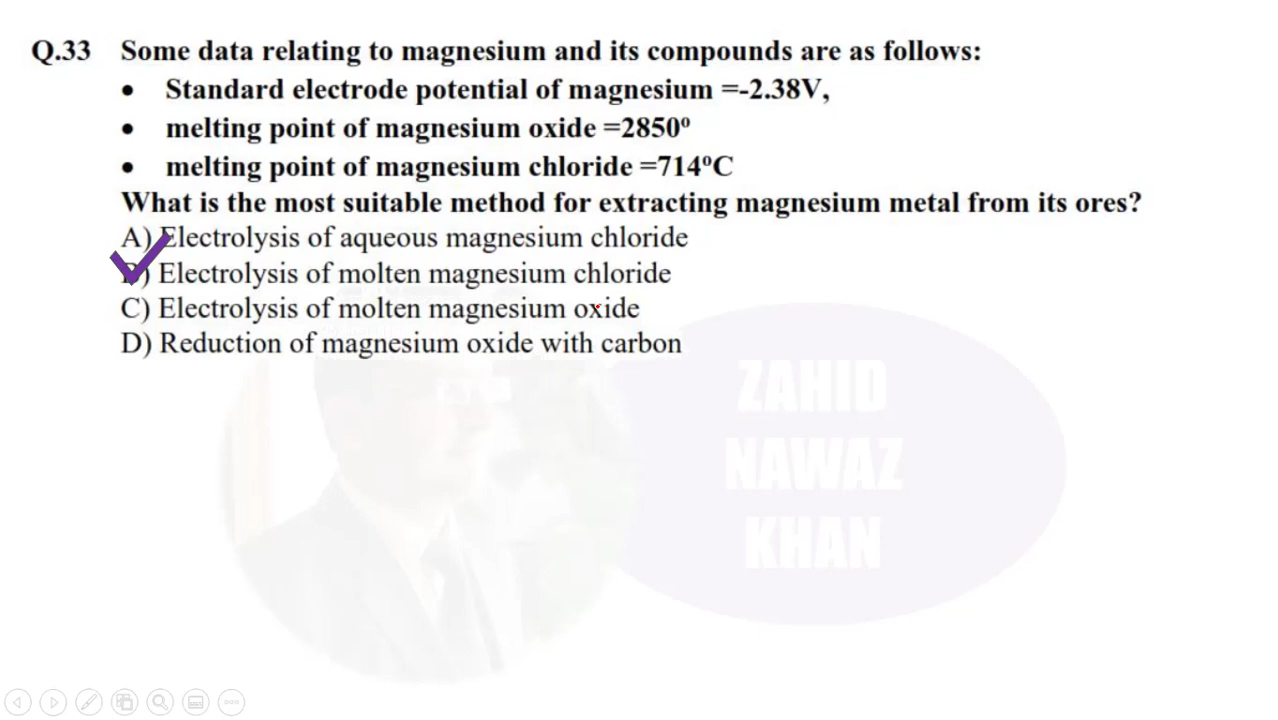 Q.33 Some data relating to magnesium and its compounds are as follows:
• Standard electrode potential of magnesium =-2.38V,
• melting point of magnesium oxide =2850º
• melting point of magnesium chloride =714ºC
What is the most suitable method for extracting magnesium metal from its ores?
A) Electrolysis of aqueous magnesium chloride
B) Electrolysis of molten magnesium chloride
C) Electrolysis of molten magnesium oxide
D) Reduction of magnesium oxide with carbon
ZAHID
NAWAZ
KHAN